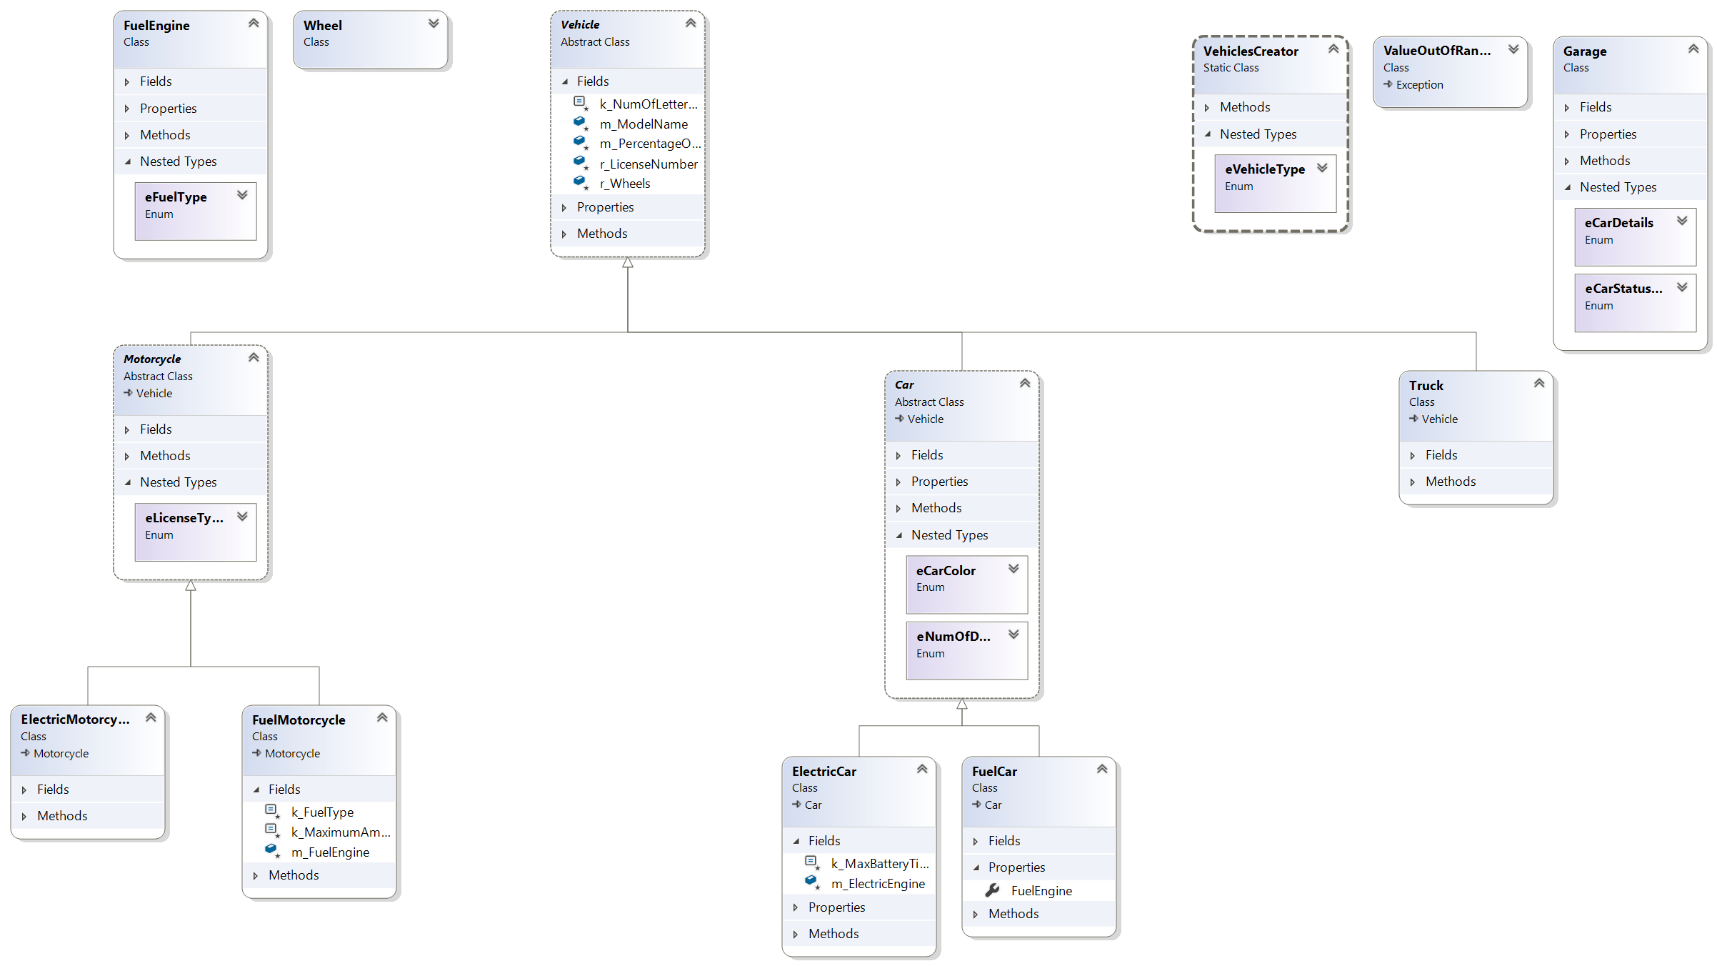 FuelEngine
Class
Fields
Properties
Methods
Nested Types
eFuelType
Enum
Wheel
Class
Vehicle
Abstract Class
Fields
k_NumOfLetter...
m_ModelName
m_PercentageO...
r_LicenseNumber
r_Wheels
Properties
Methods
VehiclesCreator
Static Class
Methods
Nested Types
eVehicleType
Enum
ValueOutOfRan...
Class
Exception
Garage
Class
Fields
Properties
Methods
Nested Types
eCarDetails
Enum
eCarStatus...
Enum
Motorcycle
Abstract Class
Vehicle
Fields
Methods
Nested Types
eLicenseTy...
Enum
Car
Abstract Class
Vehicle
Fields
Properties
Methods
Nested Types
eCarColor
Enum
eNumOfD...
Enum
Truck
Class
Vehicle
Fields
Methods
ElectricMotorcy...
Class
Motorcycle
Fields
Methods
FuelMotorcycle
Class
Motorcycle
Fields
k_FuelType
k_MaximumAm...
m_FuelEngine
Methods
ElectricCar
Class
Car
Fields
k_MaxBatteryTi...
m_ElectricEngine
Properties
Methods
FuelCar
Class
Car
Fields
Properties
FuelEngine
Methods